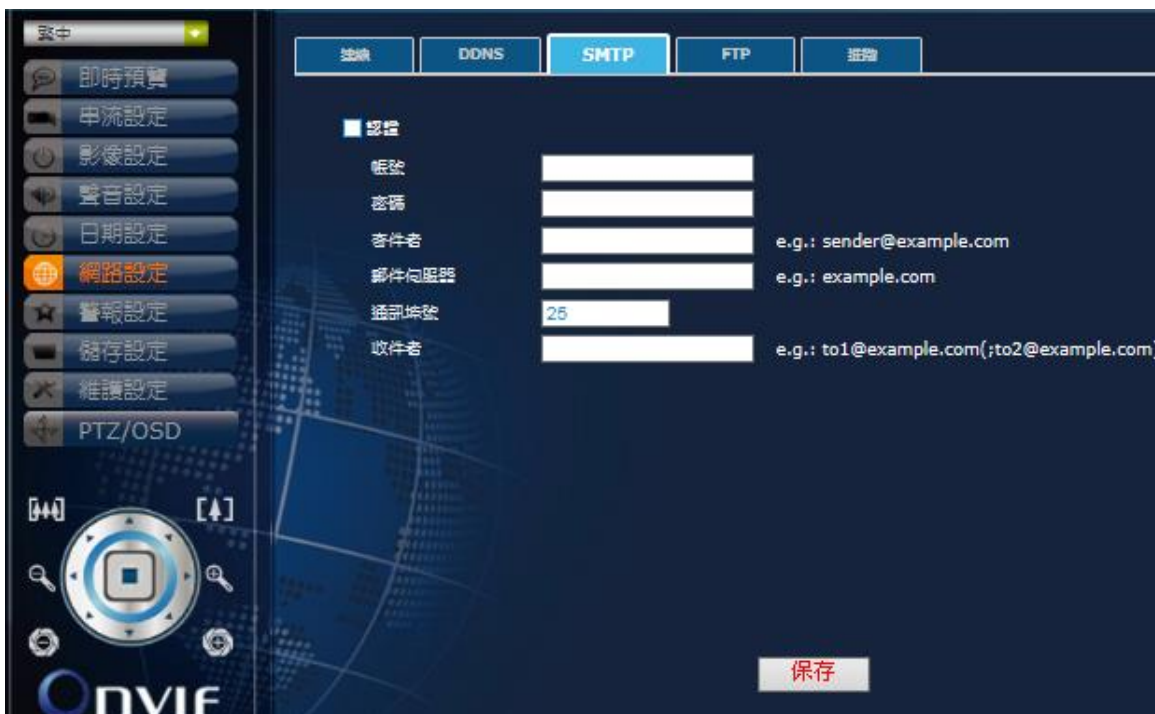 繁中
即時預覽
串流設定
影像設定
聲音設定
日期設定
網路設定
警報設定
儲存設定
維護設定
PTZ/OSD
ONVIF
連線 DDNS SMTP FTP 進階
認證
帳號
密碼
寄件者 e.g.: sender@example.com
郵件伺服器 e.g.: example.com
通訊埠號 25
收件者 e.g.: to1@example.com(;to2@example.com)
保存